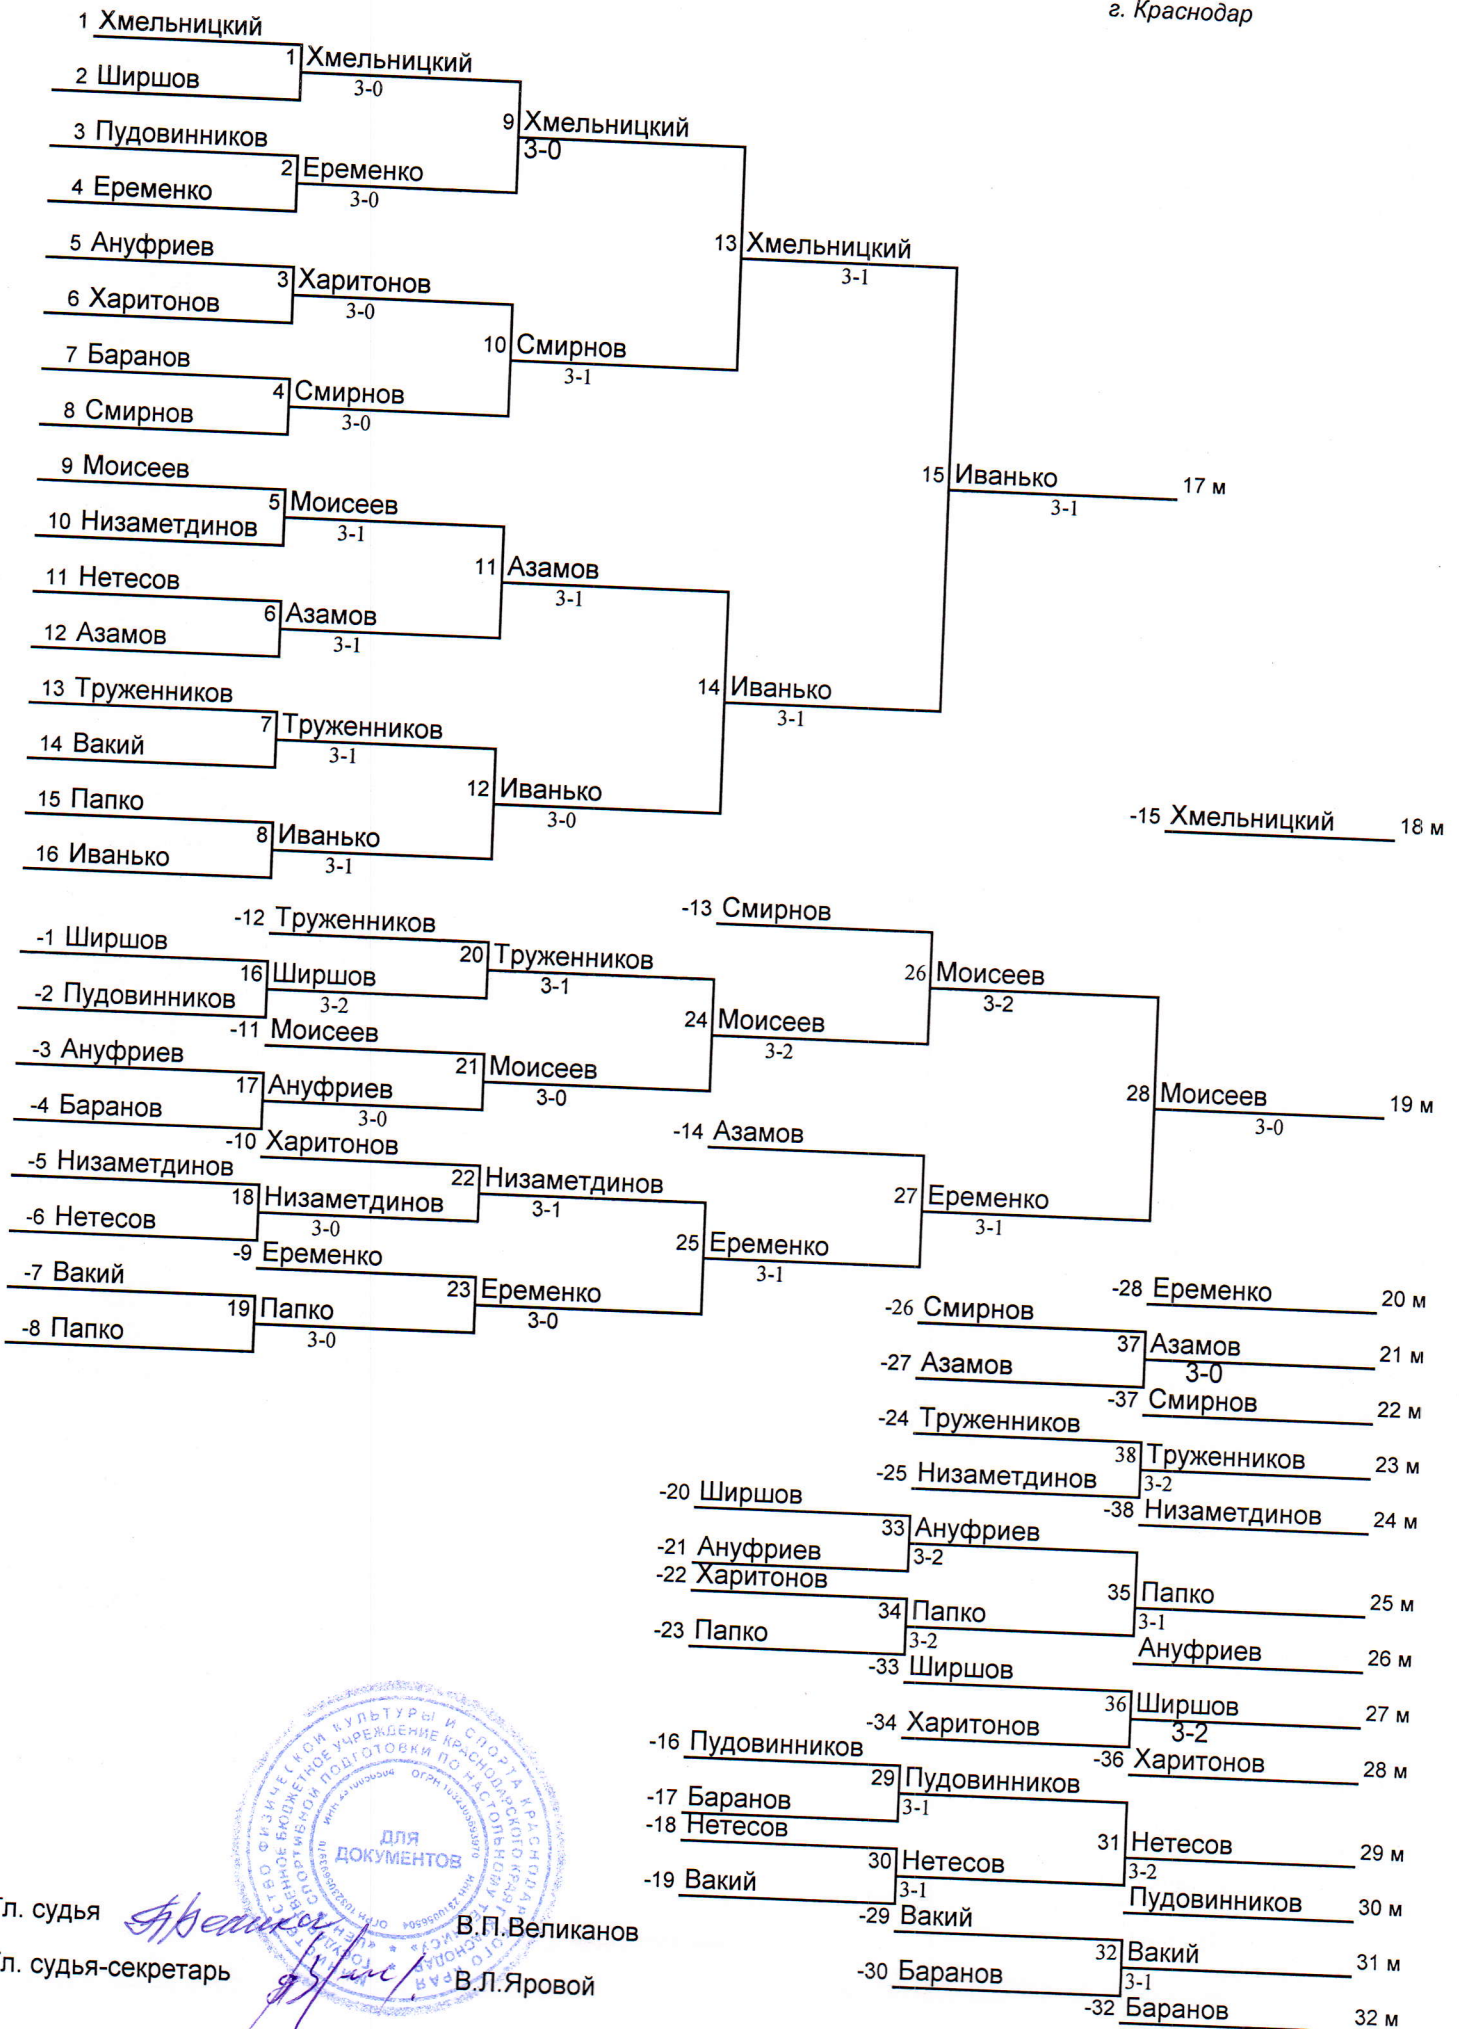 г. Краснодар
1 Хмельницкий
1 Хмельницкий
3-0
2 Ширшов
9 Хмельницкий
3-0
3 Пудовинников
2 Еременко
3-0
4 Еременко
13 Хмельницкий
3-1
5 Ануфриев
3 Харитонов
3-0
6 Харитонов
10 Смирнов
3-1
7 Баранов
4 Смирнов
3-0
8 Смирнов
15 Иванько 17 м
3-1
9 Моисеев
5 Моисеев
3-1
10 Низаметдинов
11 Азамов
3-1
11 Нетесов
6 Азамов
3-1
12 Азамов
14 Иванько
3-1
13 Труженников
7 Труженников
3-1
14 Вакий
12 Иванько
3-0
15 Папко
8 Иванько
3-1
16 Иванько
-15 Хмельницкий 18 м
-12 Труженников
-13 Смирнов
-1 Ширшов
20 Труженников
3-1
26 Моисеев
3-2
16 Ширшов
3-2
-2 Пудовинников
24 Моисеев
3-2
-11 Моисеев
-3 Ануфриев
21 Моисеев
3-0
17 Ануфриев
3-0
28 Моисеев 19 м
3-0
-4 Баранов
-14 Азамов
-10 Харитонов
-5 Низаметдинов
22 Низаметдинов
3-1
18 Низаметдинов
3-0
27 Еременко
3-1
-6 Нетесов
25 Еременко
3-1
-9 Еременко
-7 Вакий
23 Еременко
3-0
19 Папко
3-0
-8 Папко
-28 Еременко 20 м
-26 Смирнов
37 Азамов 21 м
3-0
-27 Азамов
-37 Смирнов 22 м
-24 Труженников
38 Труженников 23 м
3-2
-25 Низаметдинов
-38 Низаметдинов 24 м
-20 Ширшов
33 Ануфриев
3-2
-21 Ануфриев
-22 Харитонов
35 Папко 25 м
3-1
34 Папко
3-2
-23 Папко
Ануфриев 26 м
-33 Ширшов
36 Ширшов 27 м
3-2
-34 Харитонов
-36 Харитонов 28 м
-16 Пудовинников
29 Пудовинников
3-1
-17 Баранов
-18 Нетесов
31 Нетесов 29 м
3-2
30 Нетесов
3-1
-19 Вакий
Пудовинников 30 м
-29 Вакий
32 Вакий 31 м
3-1
-30 Баранов
-32 Баранов 32 м
ДЛЯ
ДОКУМЕНТОВ
л. судья В.П.Великанов
л. судья-секретарь В.Л.Яровой